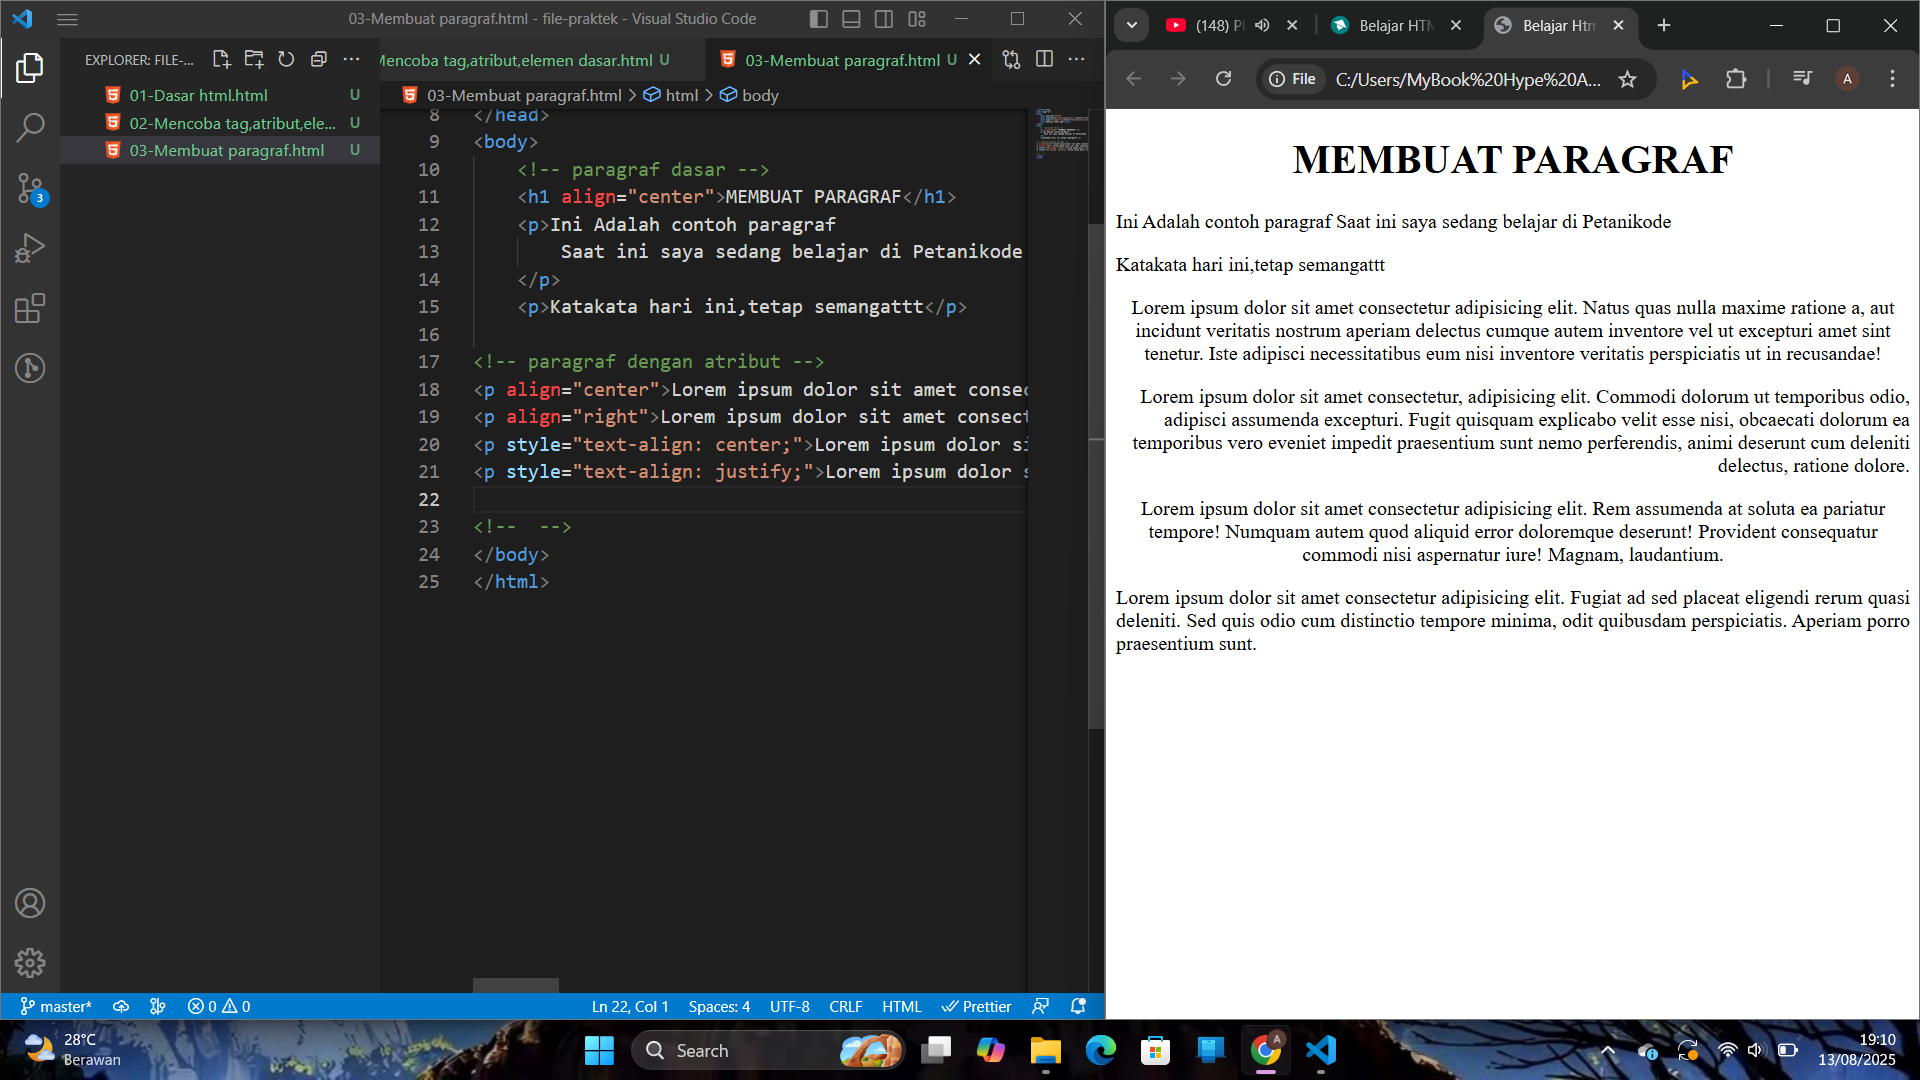 03-Membuat paragraf.html - file-praktek - Visual Studio Code
EXPLORER: FILE-...
01-Dasar html.html U
02-Mencoba tag,atribut,ele... U
03-Membuat paragraf.html U
3
Mencoba tag,atribut,elemen dasar.html U
03-Membuat paragraf.html U
03-Membuat paragraf.html > html > body
8 </head>
9 <body>
10 <!-- paragraf dasar -->
11 <h1 align="center">MEMBUAT PARAGRAF</h1>
12 <p>Ini Adalah contoh paragraf
13 Saat ini saya sedang belajar di Petanikode
14 </p>
15 <p>Katakata hari ini,tetap semangattt</p>
16
17 <!-- paragraf dengan atribut -->
18 <p align="center">Lorem ipsum dolor sit amet consec
19 <p align="right">Lorem ipsum dolor sit amet consect
20 <p style="text-align: center;">Lorem ipsum dolor si
21 <p style="text-align: justify;">Lorem ipsum dolor s
22
23 <!--  -->
24 </body>
25 </html>
master* 0 0 Ln 22, Col 1 Spaces: 4 UTF-8 CRLF HTML Prettier
(148) P
Belajar HTM
Belajar Htm
File C:/Users/MyBook%20Hype%20A... A
MEMBUAT PARAGRAF
Ini Adalah contoh paragraf Saat ini saya sedang belajar di Petanikode
Katakata hari ini,tetap semangattt
Lorem ipsum dolor sit amet consectetur adipisicing elit. Natus quas nulla maxime ratione a, aut
incidunt veritatis nostrum aperiam delectus cumque autem inventore vel ut excepturi amet sint
tenetur. Iste adipisci necessitatibus eum nisi inventore veritatis perspiciatis ut in recusandae!
Lorem ipsum dolor sit amet consectetur, adipisicing elit. Commodi dolorum ut temporibus odio,
adipisci assumenda excepturi. Fugit quisquam explicabo velit esse nisi, obcaecati dolorum ea
temporibus vero eveniet impedit praesentium sunt nemo perferendis, animi deserunt cum deleniti
delectus, ratione dolore.
Lorem ipsum dolor sit amet consectetur adipisicing elit. Rem assumenda at soluta ea pariatur
tempore! Numquam autem quod aliquid error doloremque deserunt! Provident consequatur
commodi nisi aspernatur iure! Magnam, laudantium.
Lorem ipsum dolor sit amet consectetur adipisicing elit. Fugiat ad sed placeat eligendi rerum quasi
deleniti. Sed quis odio cum distinctio tempore minima, odit quibusdam perspiciatis. Aperiam porro
praesentium sunt.
28°C
Berawan
Search
A
19:10
13/08/2025